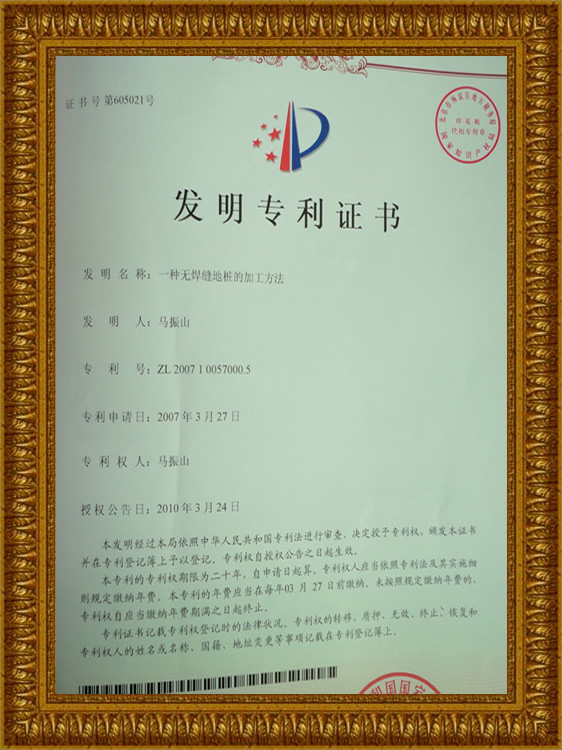 证书号第605021号
印花税
代扣专用章
发明专利证书
发明名称：一种无焊缝地桩的加工方法
发明人：马振山
专利号：ZL 2007 1 0057000.5
专利申请日：2007年3月27日
专利权人：马振山
授权公告日：2010年3月24日
本发明经过本局依照中华人民共和国专利法进行审查，决定授予专利权，颁发本证书
并在专利登记簿上予以登记。专利权自授权公告之日起生效。
本专利的专利权期限为二十年，自申请日起算。专利权人应当依照专利法及其实施细
则规定缴纳年费。本专利的年费应当在每年03 月 27 日前缴纳。未按照规定缴纳年费的，
专利权自应当缴纳年费期满之日起终止。
专利证书记载专利权登记时的法律状况。专利权的转移、质押、无效、终止、恢复和
专利权人的姓名或名称、国籍、地址变更等事项记载在专利登记簿上。
和国国家